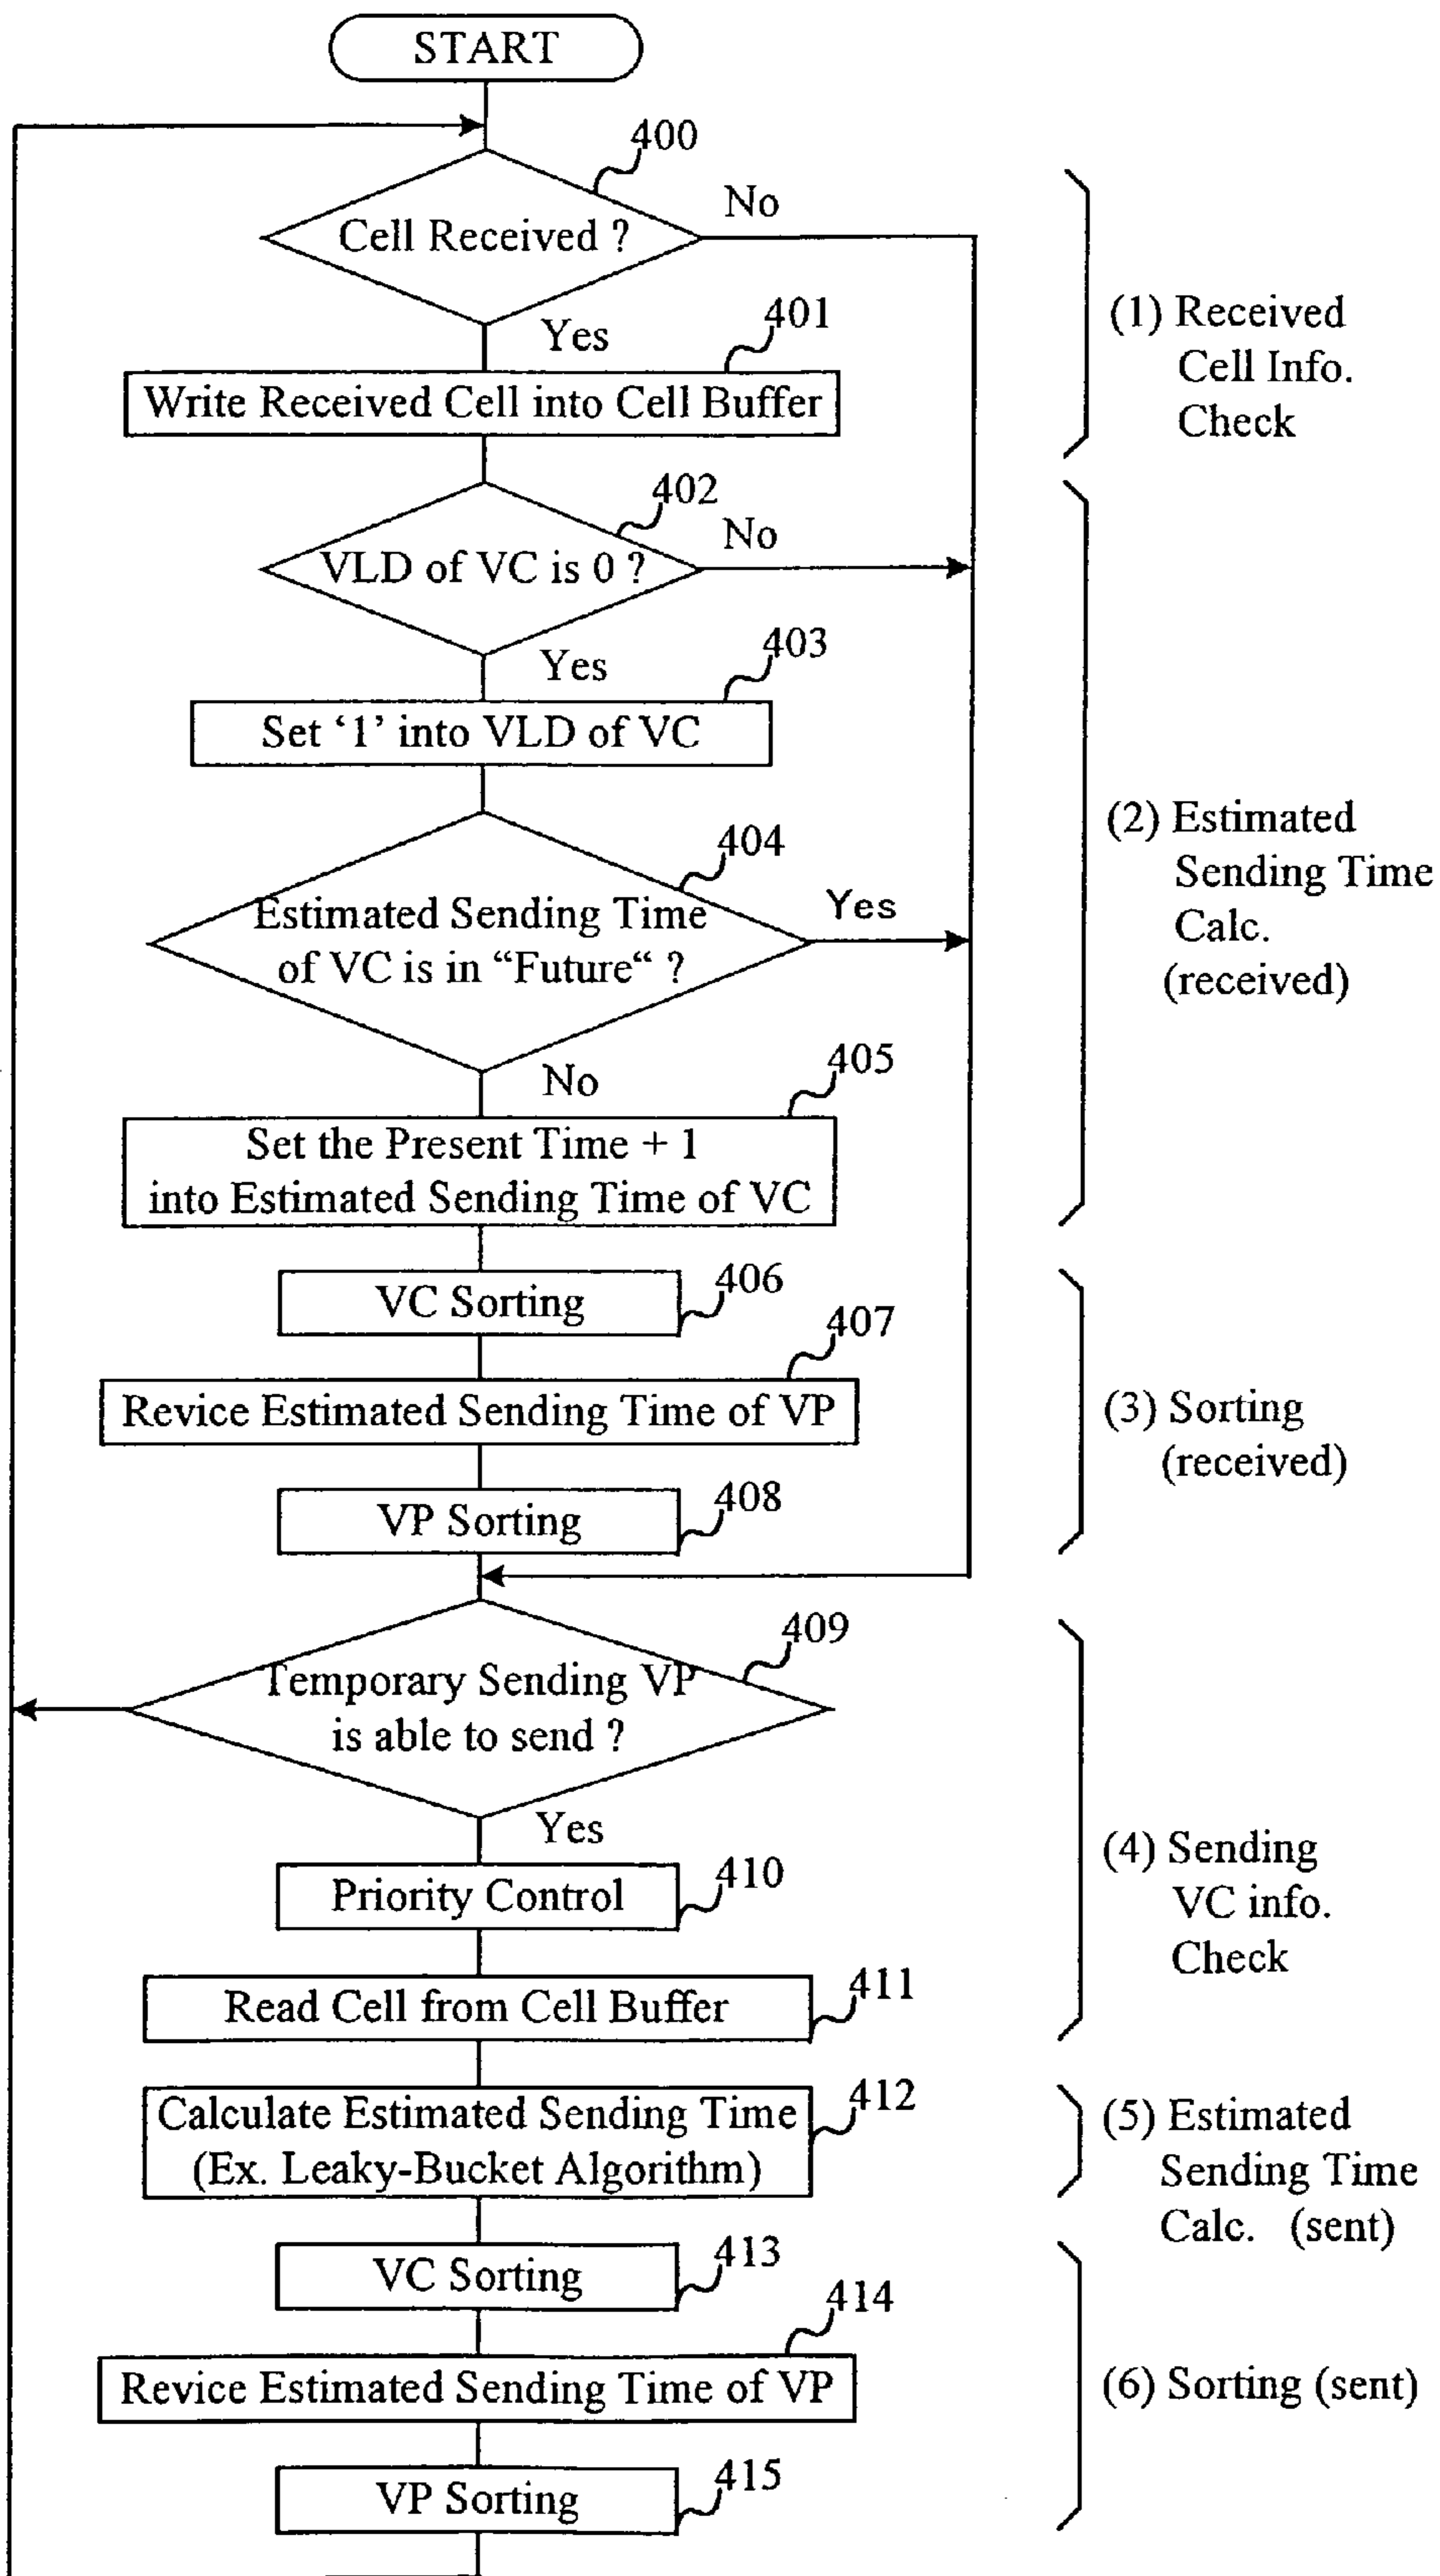 START
400
Cell Received ?
No
Yes
401
Write Received Cell into Cell Buffer
(1) Received
Cell Info.
Check
402
VLD of VC is 0 ?
No
Yes
403
Set ‘1’ into VLD of VC
404
Estimated Sending Time
of VC is in “Future“ ?
Yes
No
(2) Estimated
Sending Time
Calc.
(received)
405
Set the Present Time + 1
into Estimated Sending Time of VC
406
VC Sorting
407
Revice Estimated Sending Time of VP
408
VP Sorting
(3) Sorting
(received)
409
Temporary Sending VP
is able to send ?
Yes
410
Priority Control
411
Read Cell from Cell Buffer
(4) Sending
VC info.
Check
412
Calculate Estimated Sending Time
(Ex. Leaky-Bucket Algorithm)
(5) Estimated
Sending Time
Calc. (sent)
413
VC Sorting
414
Revice Estimated Sending Time of VP
415
VP Sorting
(6) Sorting (sent)